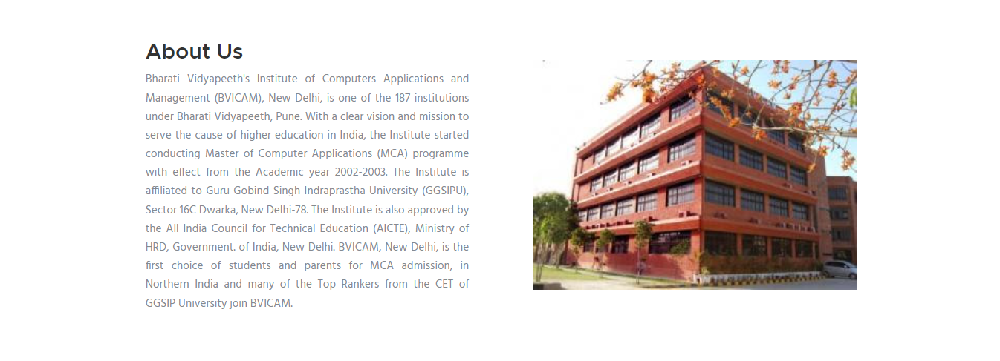 About Us
Bharati Vidyapeeth's Institute of Computers Applications and
Management (BVICAM), New Delhi, is one of the 187 institutions
under Bharati Vidyapeeth, Pune. With a clear vision and mission to
serve the cause of higher education in India, the Institute started
conducting Master of Computer Applications (MCA) programme
with effect from the Academic year 2002-2003. The Institute is
affiliated to Guru Gobind Singh Indraprastha University (GGSIPU),
Sector 16C Dwarka, New Delhi-78. The Institute is also approved by
the All India Council for Technical Education (AICTE), Ministry of
HRD, Government. of India, New Delhi. BVICAM, New Delhi, is the
first choice of students and parents for MCA admission, in
Northern India and many of the Top Rankers from the CET of
GGSIP University join BVICAM.